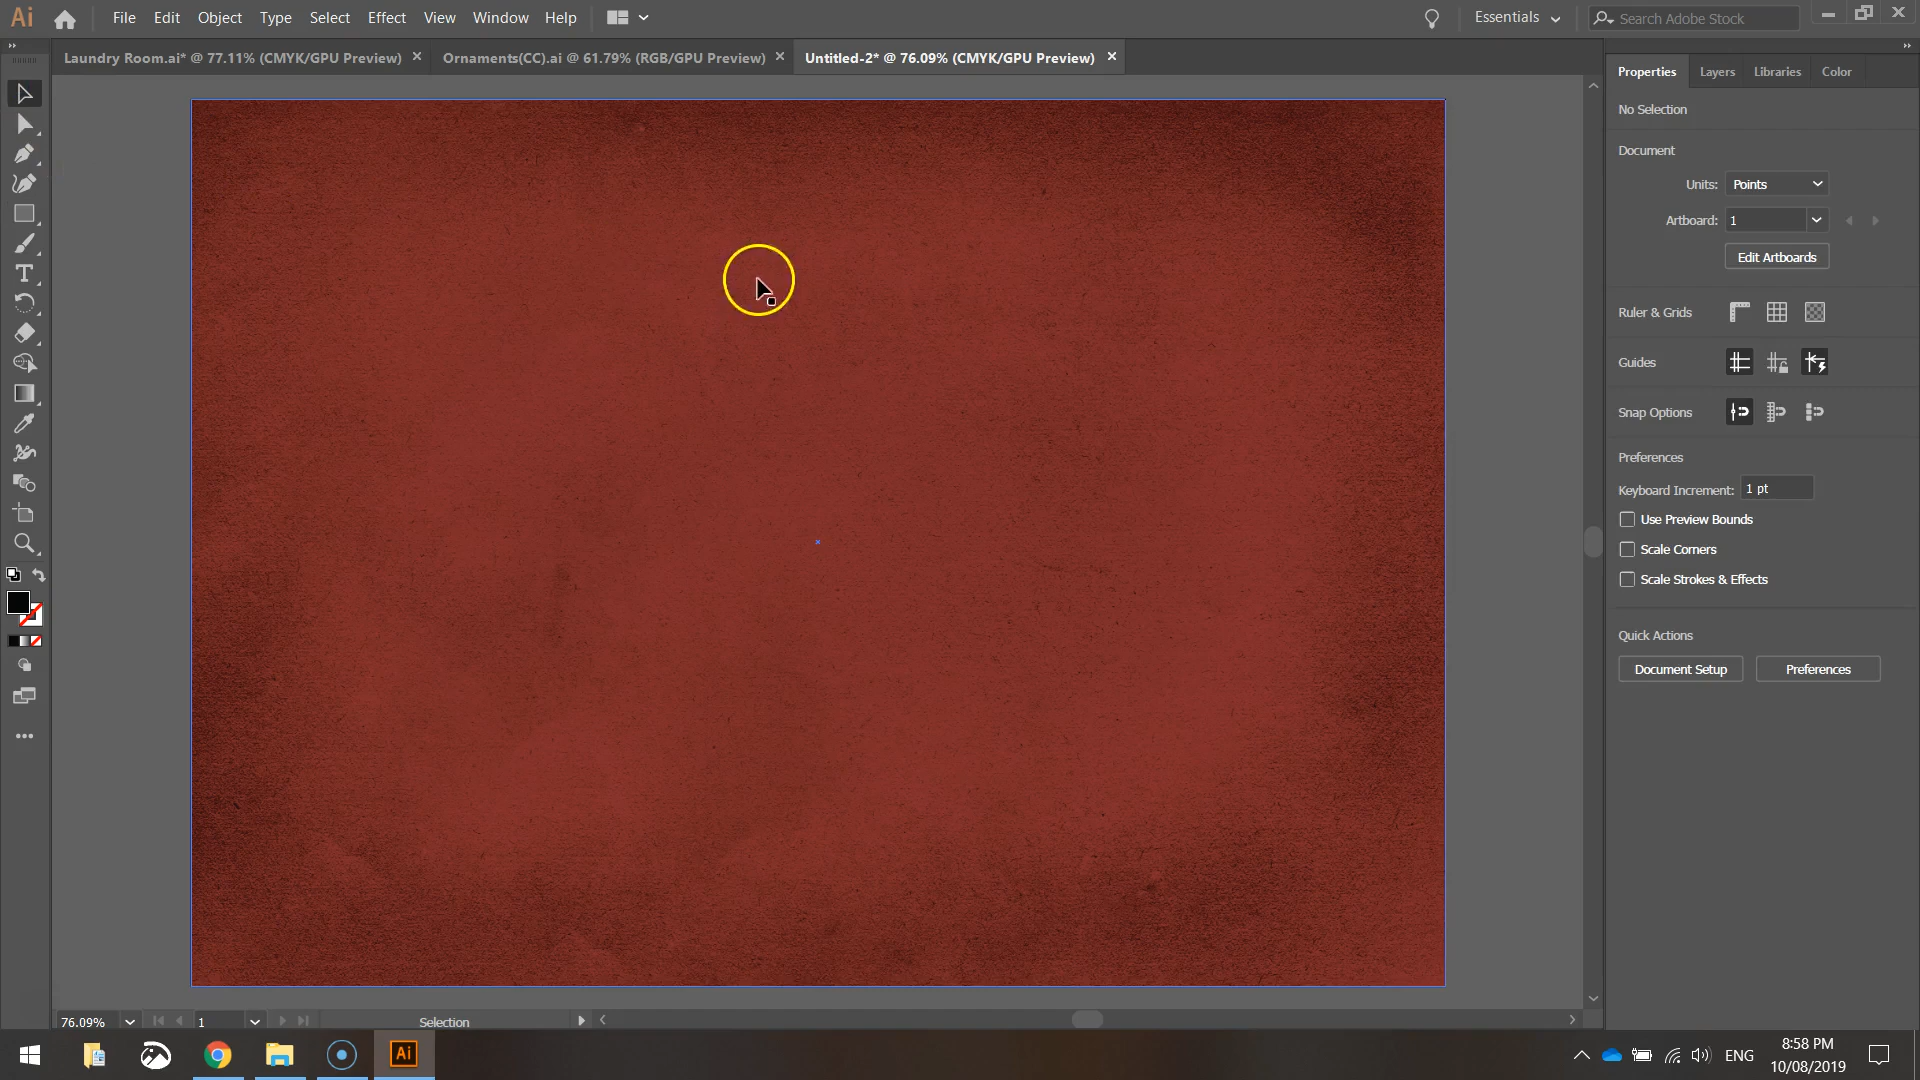 Ai File Edit Object Type Select Effect View Window Help Essentials Search Adobe Stock
Laundry Room.ai* @ 77.11% (CMYK/GPU Preview) Ornaments(CC).ai @ 61.79% (RGB/GPU Preview) Untitled-2* @ 76.09% (CMYK/GPU Preview)
Properties Layers Libraries Color
No Selection
Document
Units: Points
Artboard: 1
Edit Artboards
Ruler & Grids
Guides
Snap Options
Preferences
Keyboard Increment: 1 pt
Use Preview Bounds
Scale Corners
Scale Strokes & Effects
Quick Actions
Document Setup Preferences
76.09% 1 Selection
Ai ENG 8:58 PM
10/08/2019